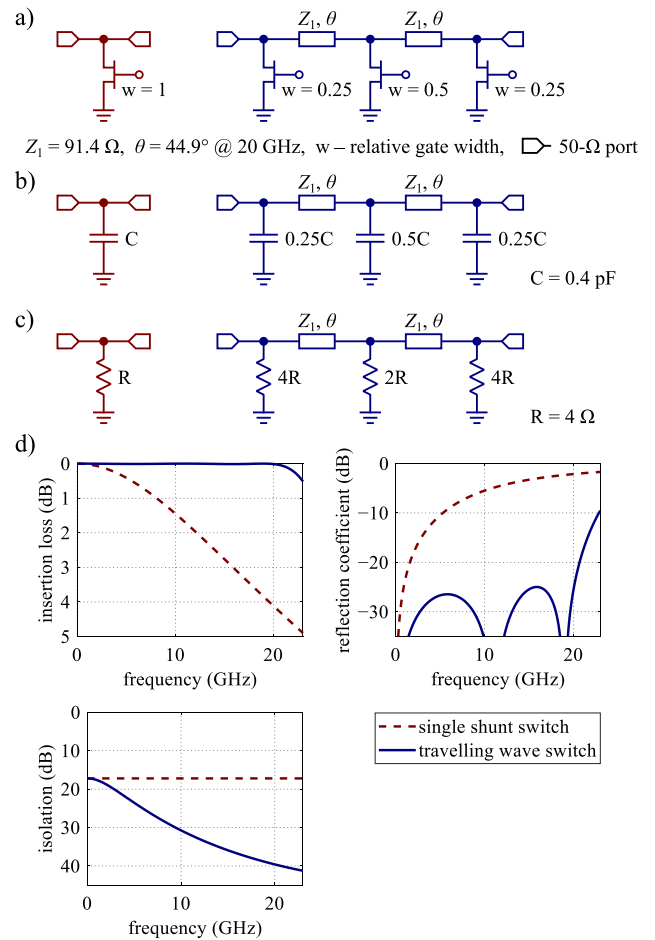 a)
Z₁, θ
Z₁, θ
w = 1
w = 0.25
w = 0.5
w = 0.25
Z₁ = 91.4 Ω, θ = 44.9° @ 20 GHz, w – relative gate width, 50-Ω port
b)
Z₁, θ
Z₁, θ
C
0.25C
0.5C
0.25C
C = 0.4 pF
c)
Z₁, θ
Z₁, θ
R
4R
2R
4R
R = 4 Ω
d)
insertion loss (dB)
0
1
2
3
4
5
0
10
20
frequency (GHz)
reflection coefficient (dB)
0
−10
−20
−30
0
10
20
frequency (GHz)
isolation (dB)
0
10
20
30
40
0
10
20
frequency (GHz)
single shunt switch
travelling wave switch